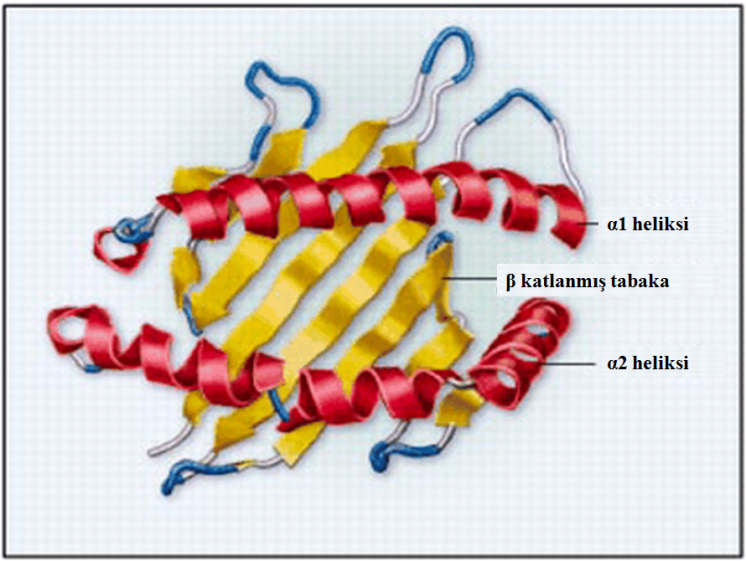 α1 heliksi
β katlanmış tabaka
α2 heliksi